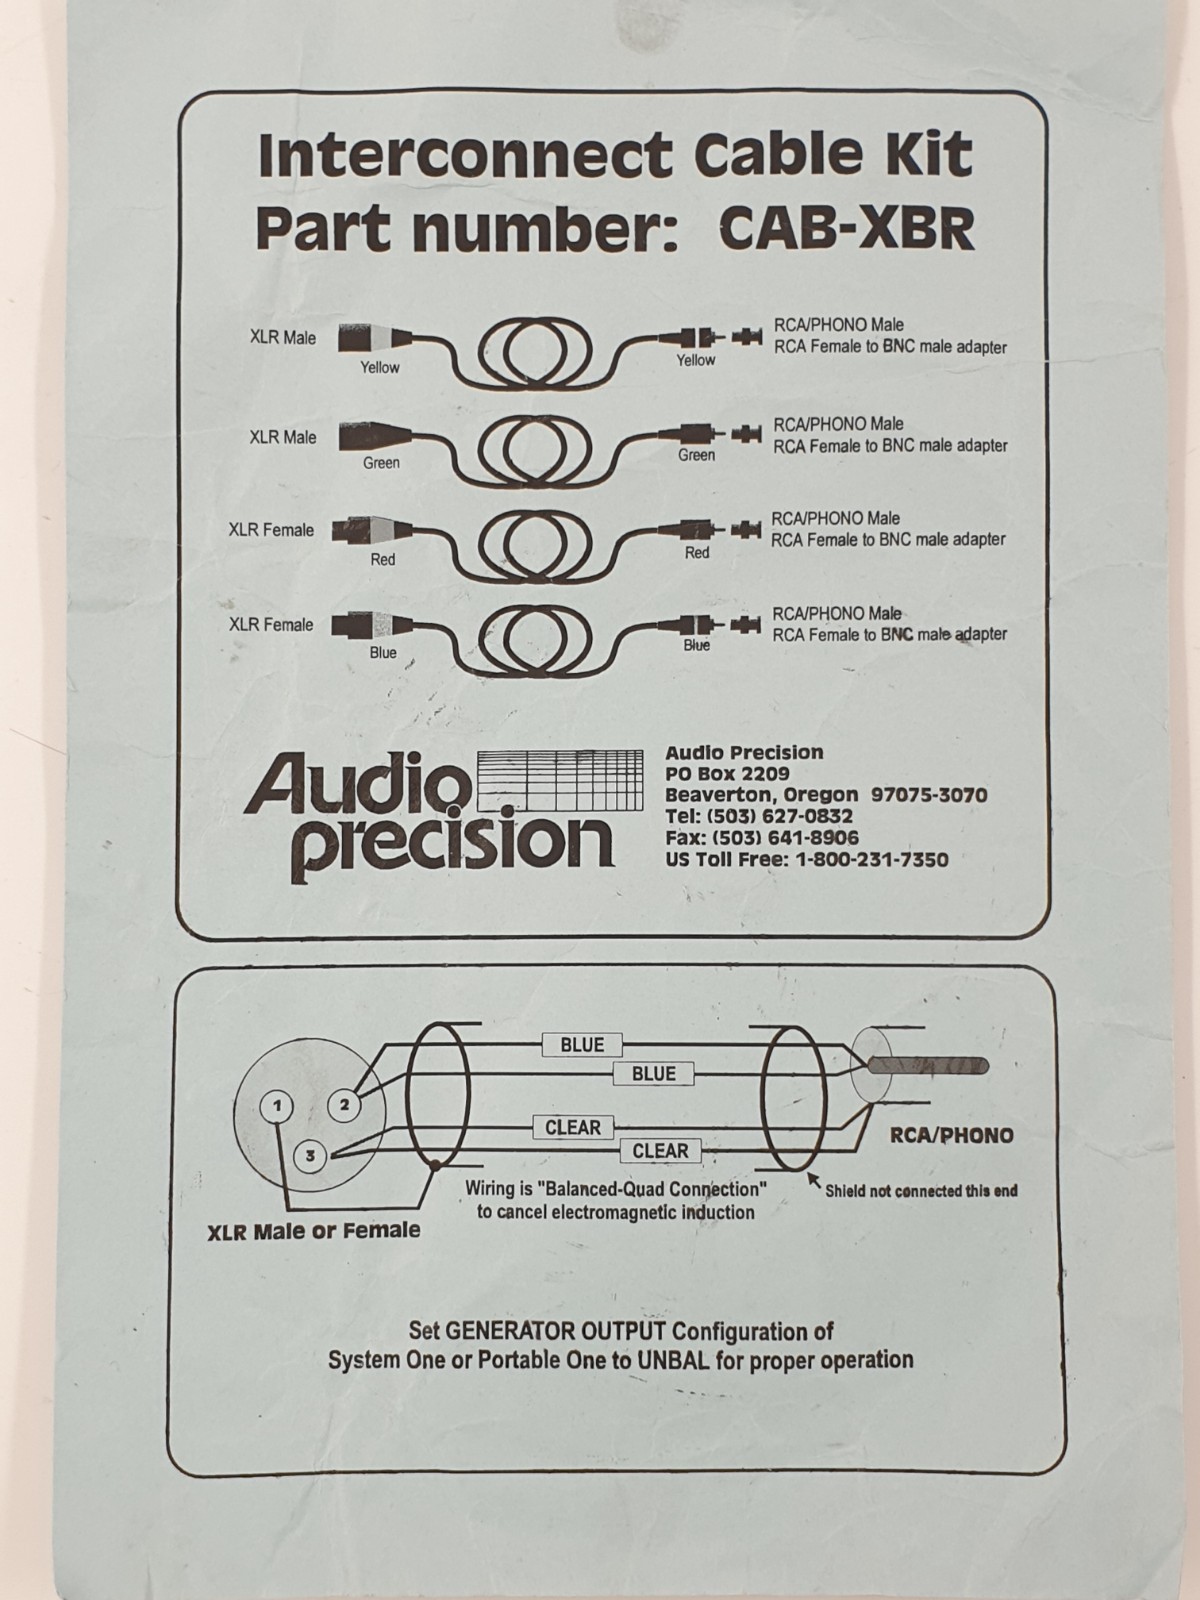 Interconnect Cable Kit
Part number: CAB-XBR
XLR Male
Yellow
Yellow
RCA/PHONO Male
RCA Female to BNC male adapter
XLR Male
Green
Green
RCA/PHONO Male
RCA Female to BNC male adapter
XLR Female
Red
Red
RCA/PHONO Male
RCA Female to BNC male adapter
XLR Female
Blue
Blue
RCA/PHONO Male
RCA Female to BNC male adapter
Audio
precision
Audio Precision
PO Box 2209
Beaverton, Oregon 97075-3070
Tel: (503) 627-0832
Fax: (503) 641-8906
US Toll Free: 1-800-231-7350
BLUE
BLUE
1
2
3
CLEAR
CLEAR
RCA/PHONO
Wiring is "Balanced-Quad Connection"
to cancel electromagnetic induction
Shield not connected this end
XLR Male or Female
Set GENERATOR OUTPUT Configuration of
System One or Portable One to UNBAL for proper operation